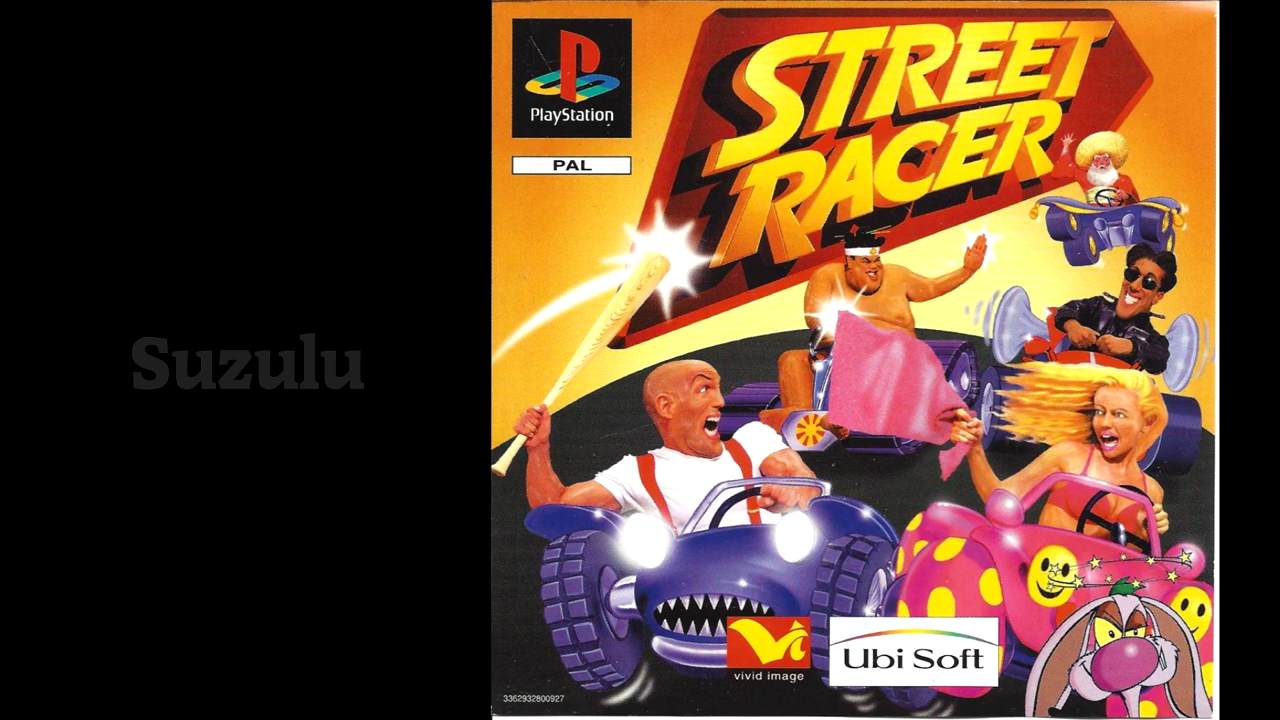 Suzulu
PlayStation
PAL
STREET
RACER
vivid image
Ubi Soft
3362932800927